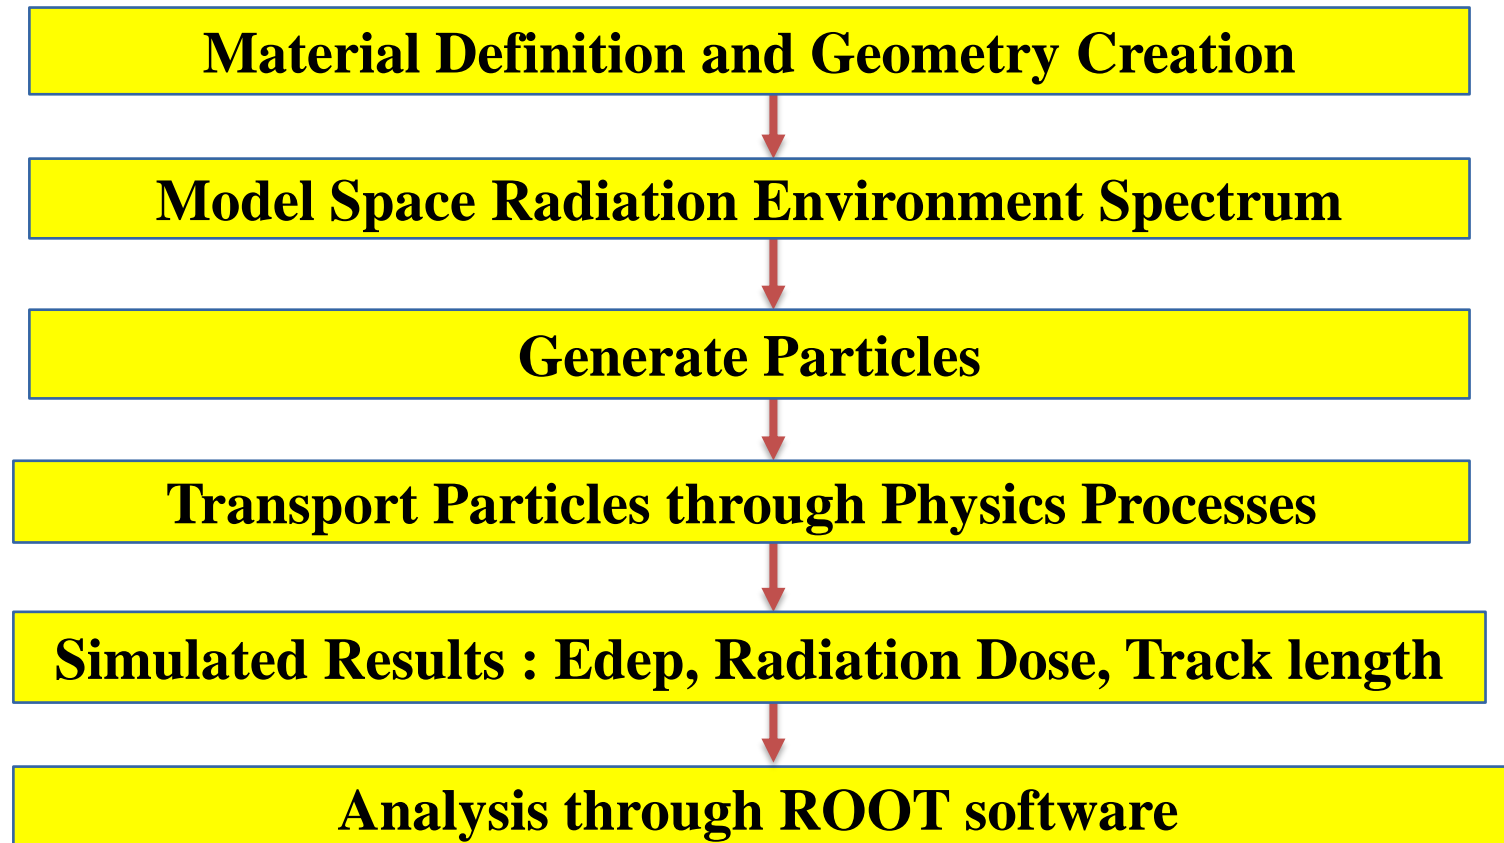 Material Definition and Geometry Creation
Model Space Radiation Environment Spectrum
Generate Particles
Transport Particles through Physics Processes
Simulated Results : Edep, Radiation Dose, Track length
Analysis through ROOT software